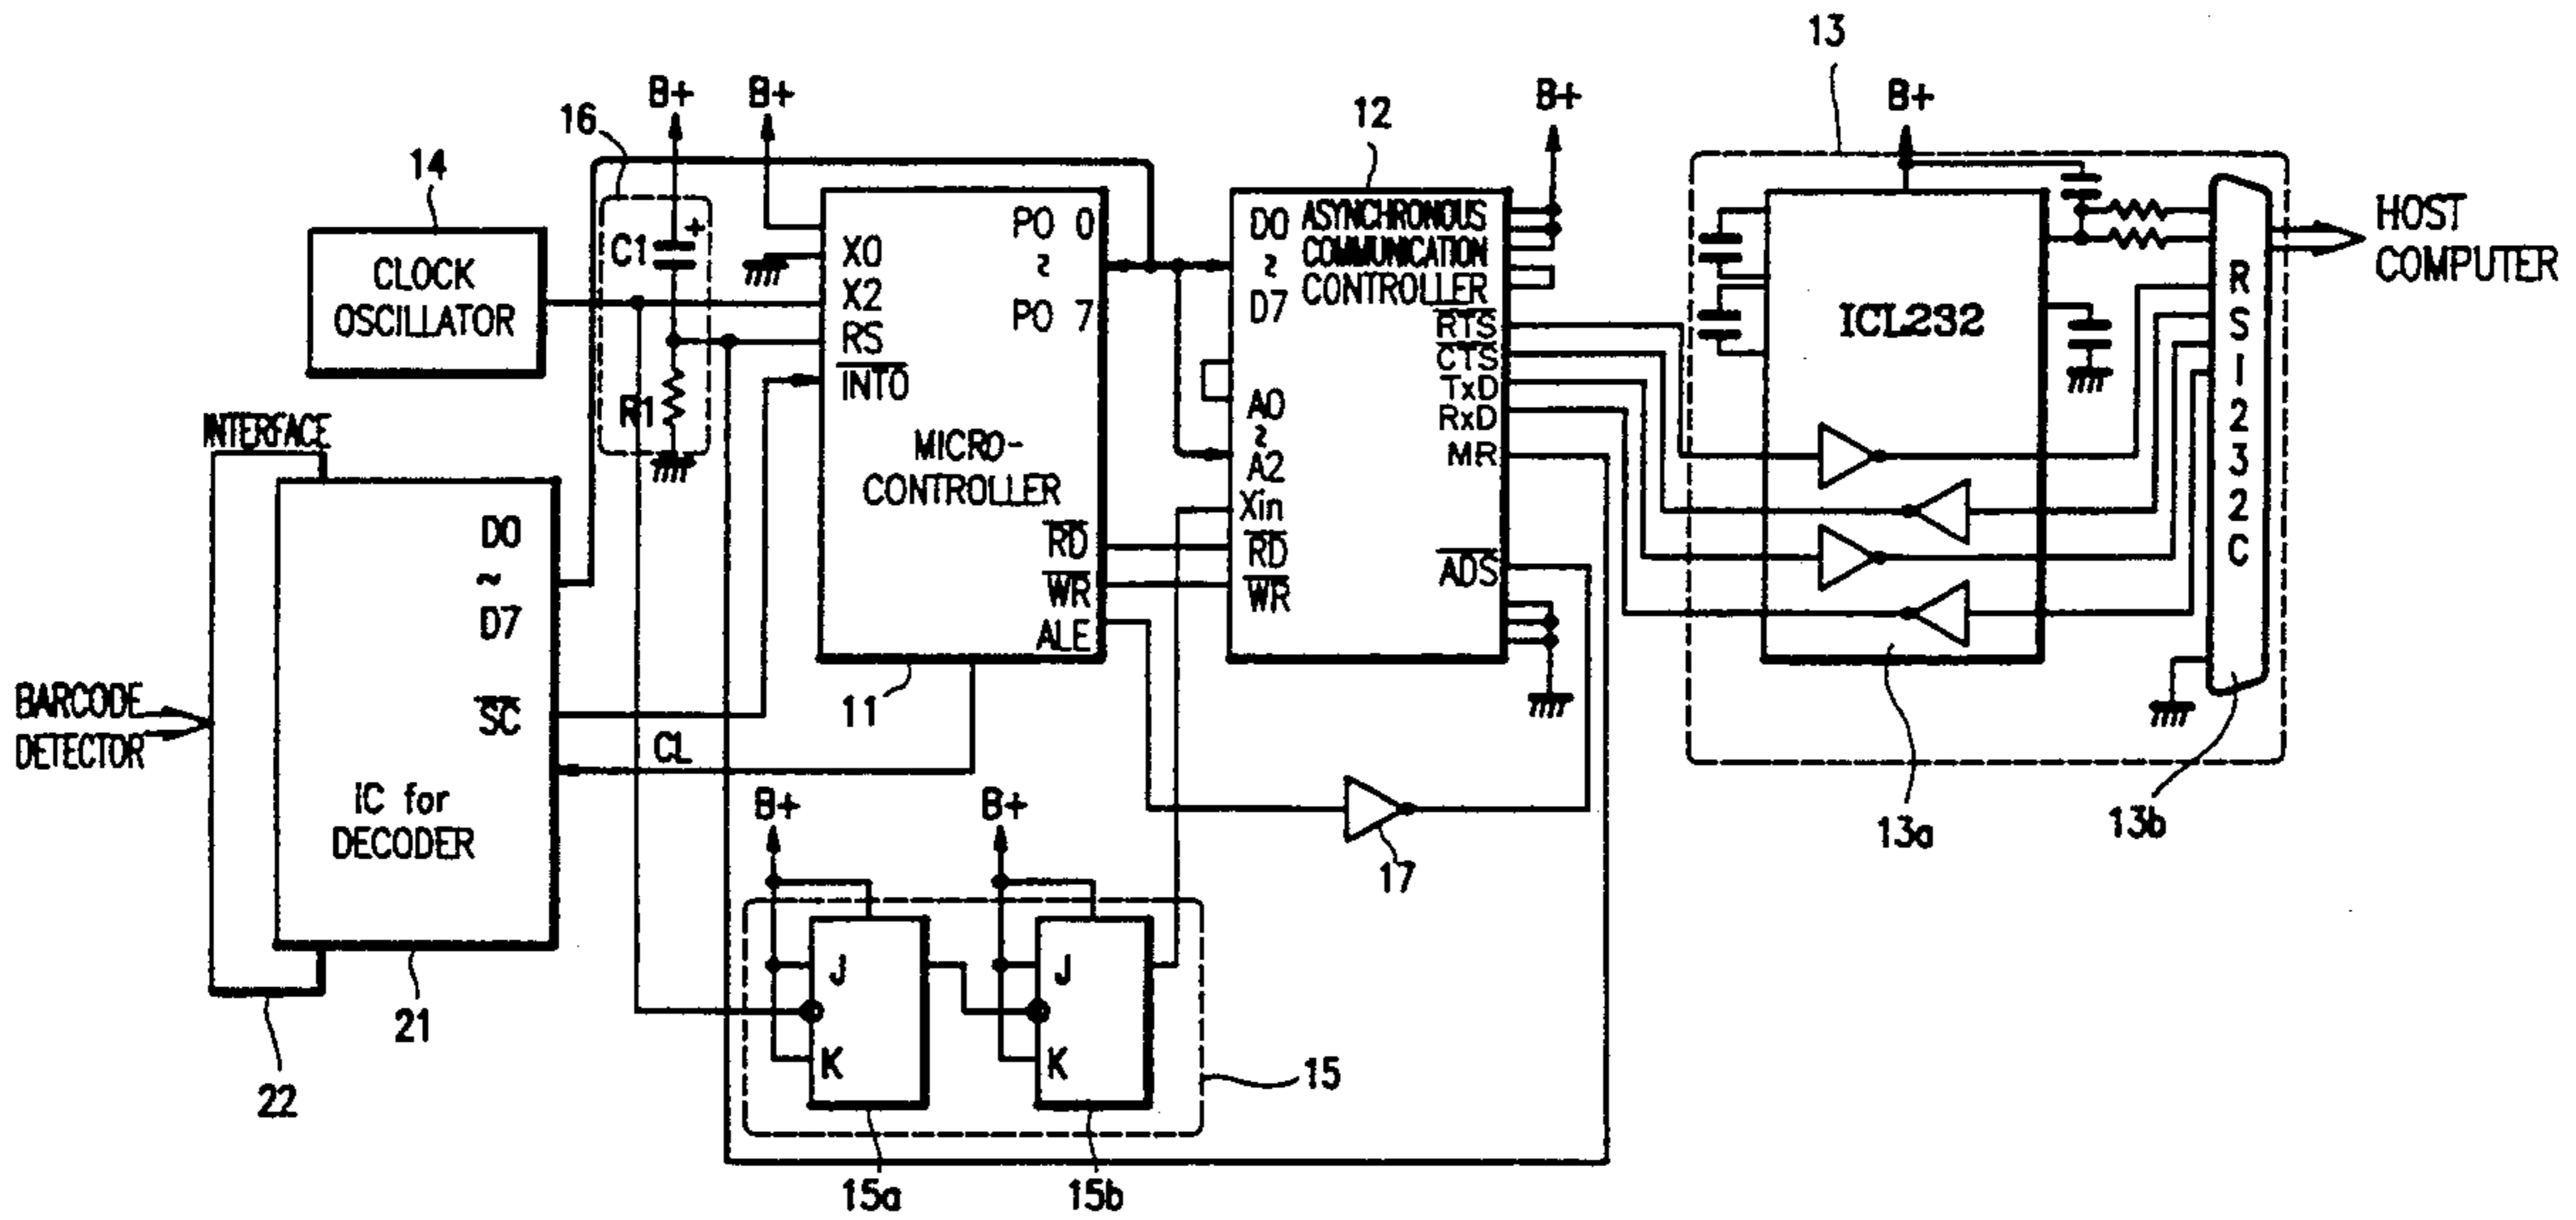 13
B+
B+
16
12
B+
B+
14
CLOCK
OSCILLATOR
C1
+
X0
X2
RS
INTO
P0 0
~
P0 7
MICRO-
CONTROLLER
RD
WR
ALE
11
D0
~
D7
ASYNCHRONOUS
COMMUNICATION
CONTROLLER
RTS
CTS
TxD
RxD
MR
A0
~
A2
Xin
RD
WR
ADS
ICL232
R
S
I
2
3
2
C
HOST
COMPUTER
R1
INTERFACE
D0
~
D7
SC
CL
IC for
DECODER
BARCODE
DETECTOR
21
22
B+
B+
J
K
J
K
15
15a
15b
17
13a
13b